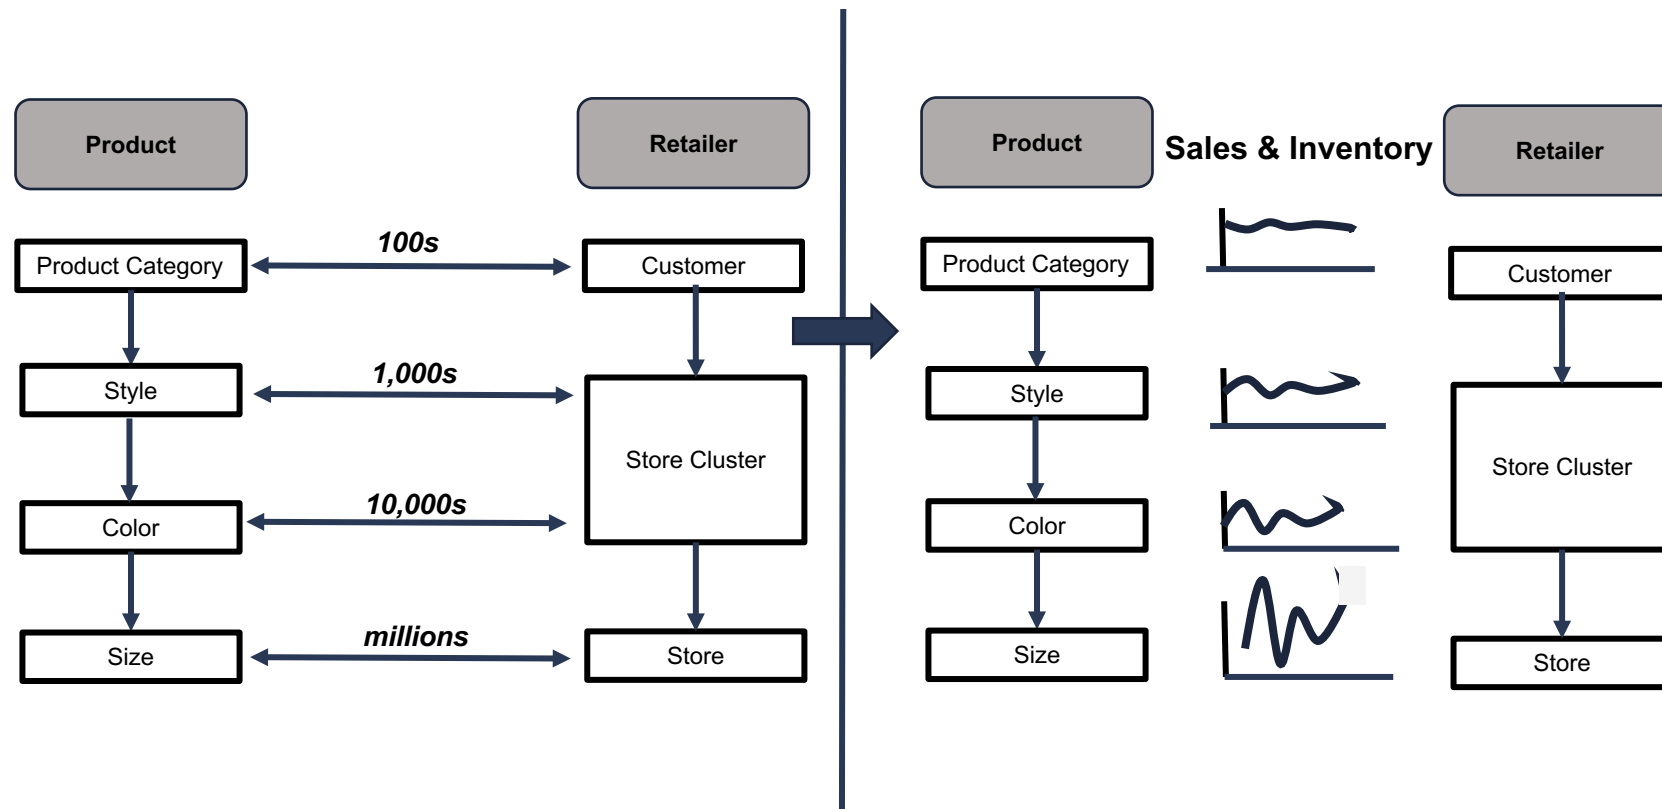 Product
Retailer
100s
Product Category
Customer
1,000s
Style
Store Cluster
10,000s
Color
millions
Size
Store
Product
Sales & Inventory
Retailer
Product Category
Customer
Style
Store Cluster
Color
Size
Store